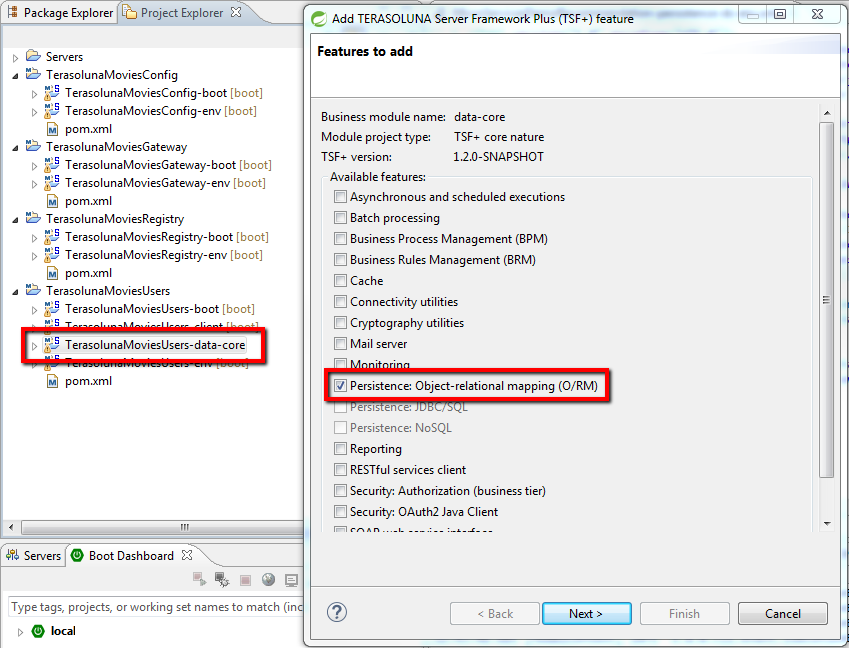 Package Explorer
Project Explorer
Servers
TerasolunaMoviesConfig
TerasolunaMoviesConfig-boot [boot]
TerasolunaMoviesConfig-env [boot]
pom.xml
TerasolunaMoviesGateway
TerasolunaMoviesGateway-boot [boot]
TerasolunaMoviesGateway-env [boot]
pom.xml
TerasolunaMoviesRegistry
TerasolunaMoviesRegistry-boot [boot]
TerasolunaMoviesRegistry-env [boot]
pom.xml
TerasolunaMoviesUsers
TerasolunaMoviesUsers-boot [boot]
TerasolunaMoviesUsers-client [boot]
TerasolunaMoviesUsers-data-core
TerasolunaMoviesUsers-env [boot]
pom.xml
Servers
Boot Dashboard
Type tags, projects, or working set names to match (inc
local
Add TERASOLUNA Server Framework Plus (TSF+) feature
Features to add
Business module name: data-core
Module project type: TSF+ core nature
TSF+ version: 1.2.0-SNAPSHOT
Available features:
Asynchronous and scheduled executions
Batch processing
Business Process Management (BPM)
Business Rules Management (BRM)
Cache
Connectivity utilities
Cryptography utilities
Mail server
Monitoring
Persistence: Object-relational mapping (O/RM)
Persistence: JDBC/SQL
Persistence: NoSQL
Reporting
RESTful services client
Security: Authorization (business tier)
Security: OAuth2 Java Client
SOAP web service interface
< Back
Next >
Finish
Cancel